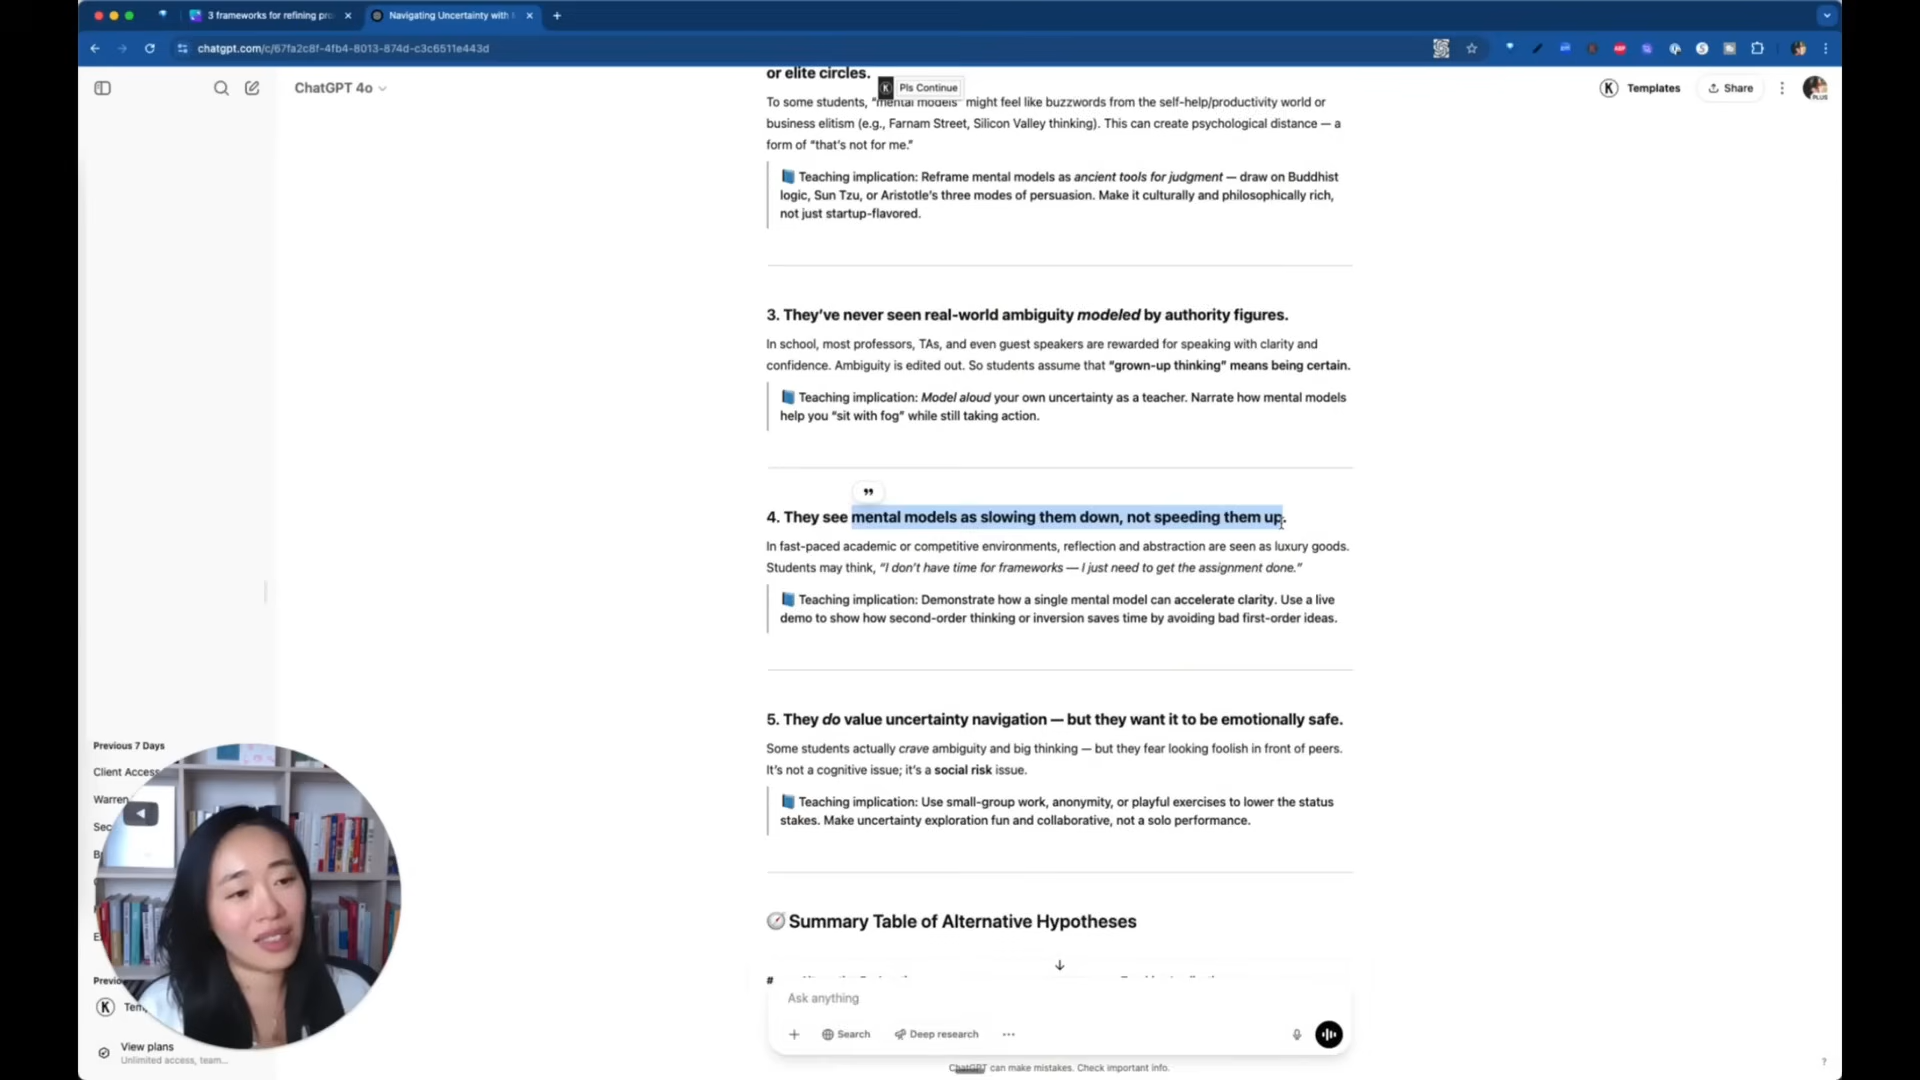 3 frameworks for refining pro
Navigating Uncertainty with
chatgpt.com/c/67fa2c8f-4fb4-8013-874d-c3c6511e443d
ChatGPT 4o
Templates
Share
PLUS
or elite circles.
Pls Continue
To some students, “mental models” might feel like buzzwords from the self-help/productivity world or
business elitism (e.g., Farnam Street, Silicon Valley thinking). This can create psychological distance — a
form of “that’s not for me.”
Teaching implication: Reframe mental models as ancient tools for judgment — draw on Buddhist
logic, Sun Tzu, or Aristotle’s three modes of persuasion. Make it culturally and philosophically rich,
not just startup-flavored.
3. They’ve never seen real-world ambiguity modeled by authority figures.
In school, most professors, TAs, and even guest speakers are rewarded for speaking with clarity and
confidence. Ambiguity is edited out. So students assume that “grown-up thinking” means being certain.
Teaching implication: Model aloud your own uncertainty as a teacher. Narrate how mental models
help you “sit with fog” while still taking action.
4. They see mental models as slowing them down, not speeding them up.
In fast-paced academic or competitive environments, reflection and abstraction are seen as luxury goods.
Students may think, “I don’t have time for frameworks — I just need to get the assignment done.”
Teaching implication: Demonstrate how a single mental model can accelerate clarity. Use a live
demo to show how second-order thinking or inversion saves time by avoiding bad first-order ideas.
5. They do value uncertainty navigation — but they want it to be emotionally safe.
Some students actually crave ambiguity and big thinking — but they fear looking foolish in front of peers.
It’s not a cognitive issue; it’s a social risk issue.
Teaching implication: Use small-group work, anonymity, or playful exercises to lower the status
stakes. Make uncertainty exploration fun and collaborative, not a solo performance.
Summary Table of Alternative Hypotheses
#
Ask anything
Search
Deep research
ChatGPT can make mistakes. Check important info.
?
Previous 7 Days
Client Access
Warren
Sec
View plans
Unlimited access, team...